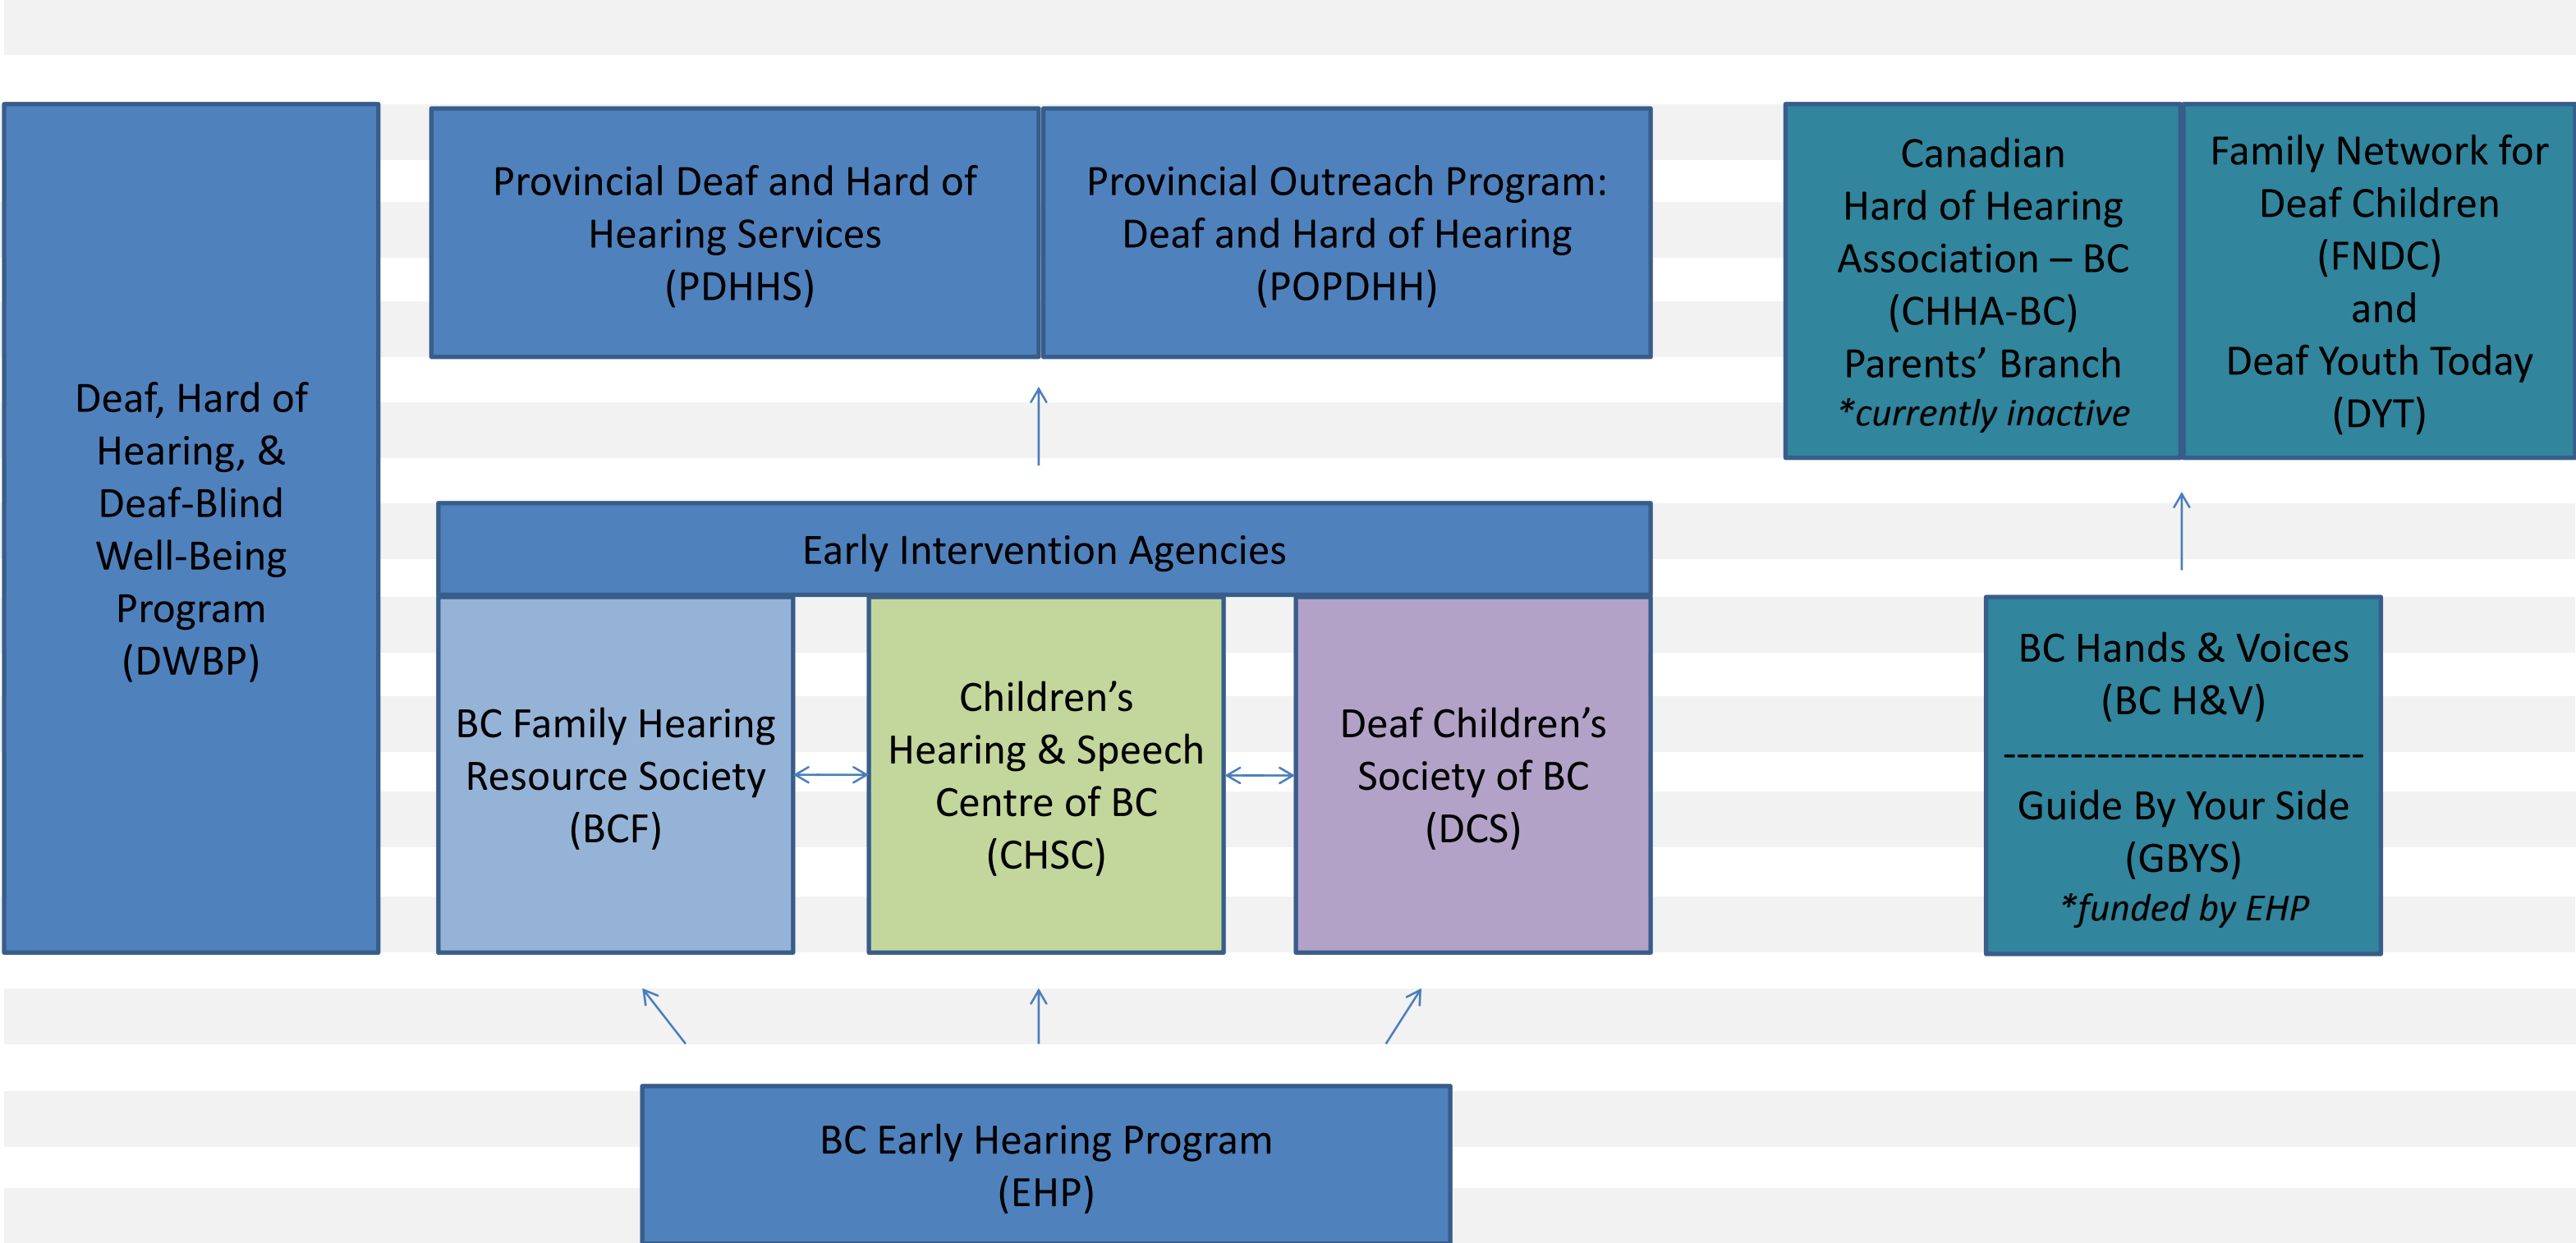 Deaf, Hard of
Hearing, &
Deaf-Blind
Well-Being
Program
(DWBP)
Provincial Deaf and Hard of
Hearing Services
(PDHHS)
Provincial Outreach Program:
Deaf and Hard of Hearing
(POPDHH)
Canadian
Hard of Hearing
Association – BC
(CHHA-BC)
Parents’ Branch
*currently inactive
Family Network for
Deaf Children
(FNDC)
and
Deaf Youth Today
(DYT)
Early Intervention Agencies
BC Family Hearing
Resource Society
(BCF)
Children’s
Hearing & Speech
Centre of BC
(CHSC)
Deaf Children’s
Society of BC
(DCS)
BC Hands & Voices
(BC H&V)
----------------------------
Guide By Your Side
(GBYS)
*funded by EHP
BC Early Hearing Program
(EHP)